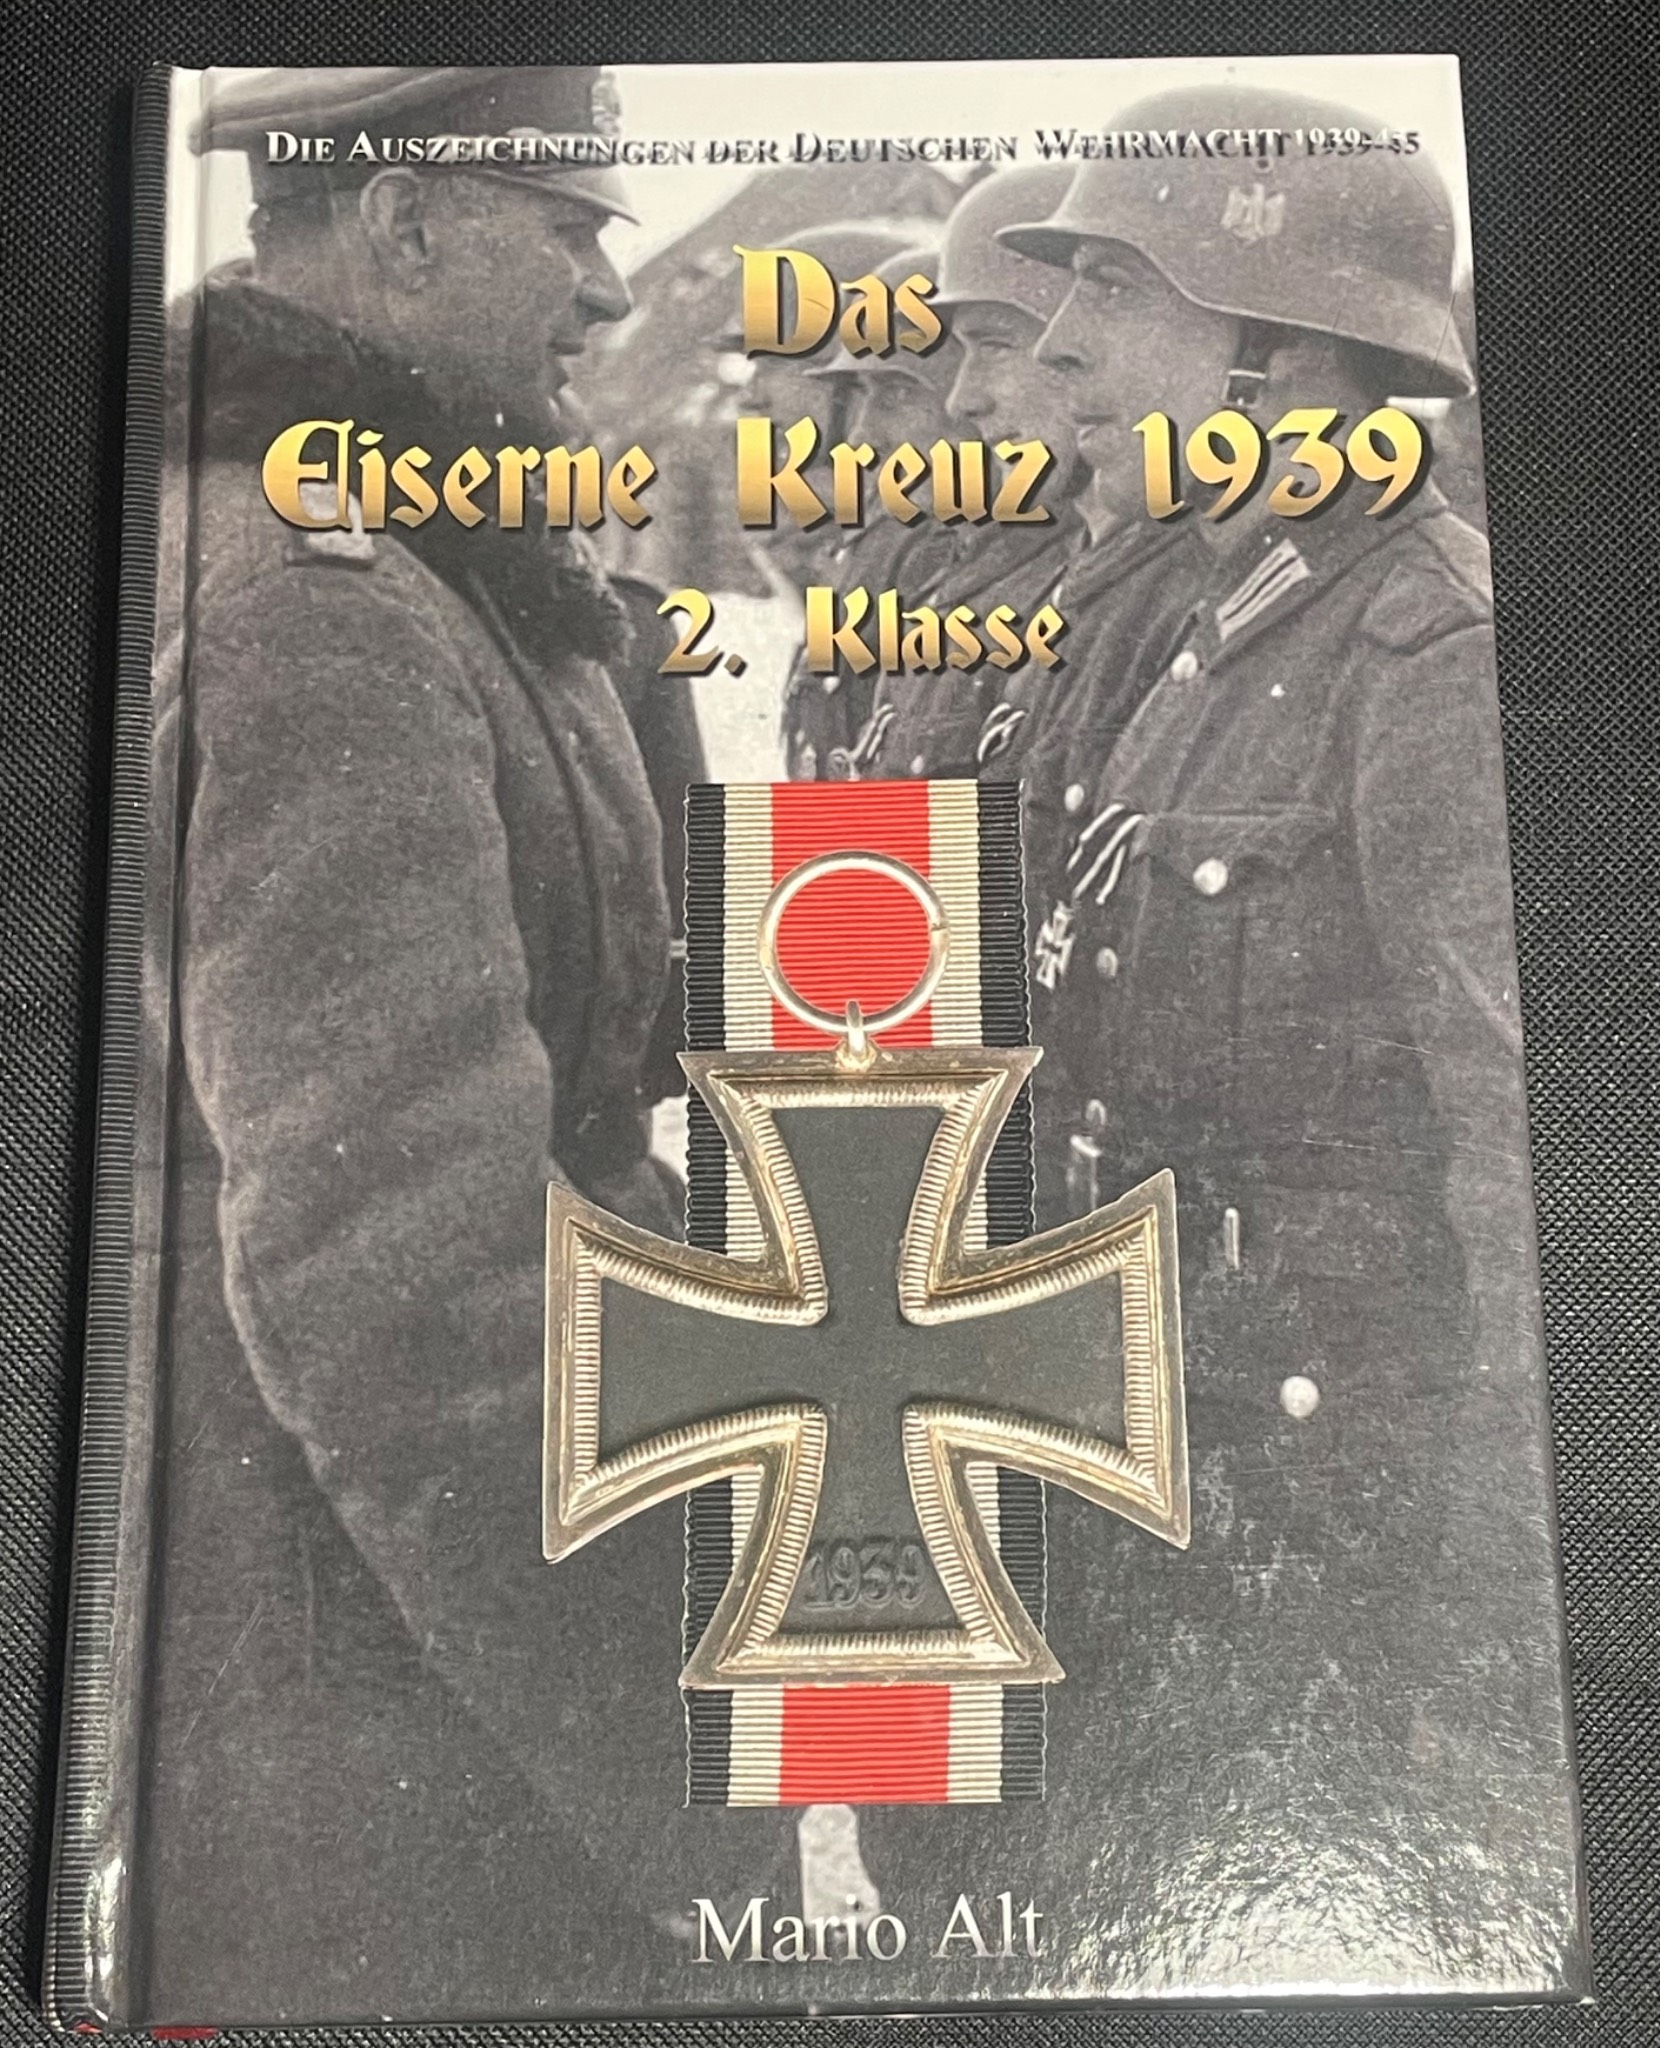 Die Auszeichnungen der Deutschen Wehrmacht 1939-45
Das
Eiserne Kreuz 1939
2. Klasse
1939
Mario Alt